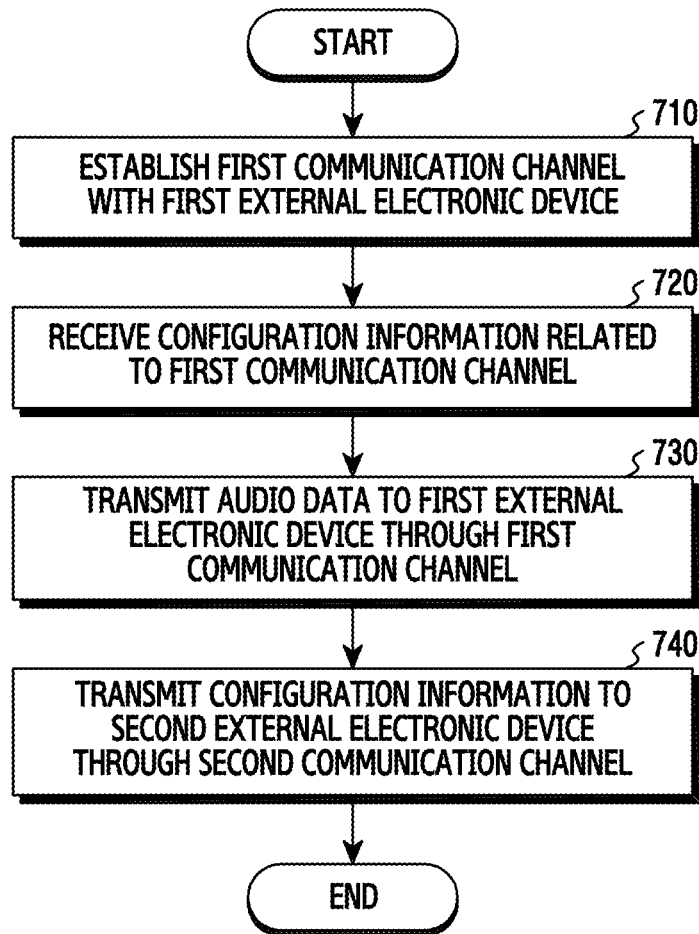 START
710
ESTABLISH FIRST COMMUNICATION CHANNEL
WITH FIRST EXTERNAL ELECTRONIC DEVICE
720
RECEIVE CONFIGURATION INFORMATION RELATED
TO FIRST COMMUNICATION CHANNEL
730
TRANSMIT AUDIO DATA TO FIRST EXTERNAL
ELECTRONIC DEVICE THROUGH FIRST
COMMUNICATION CHANNEL
740
TRANSMIT CONFIGURATION INFORMATION TO
SECOND EXTERNAL ELECTRONIC DEVICE
THROUGH SECOND COMMUNICATION CHANNEL
END